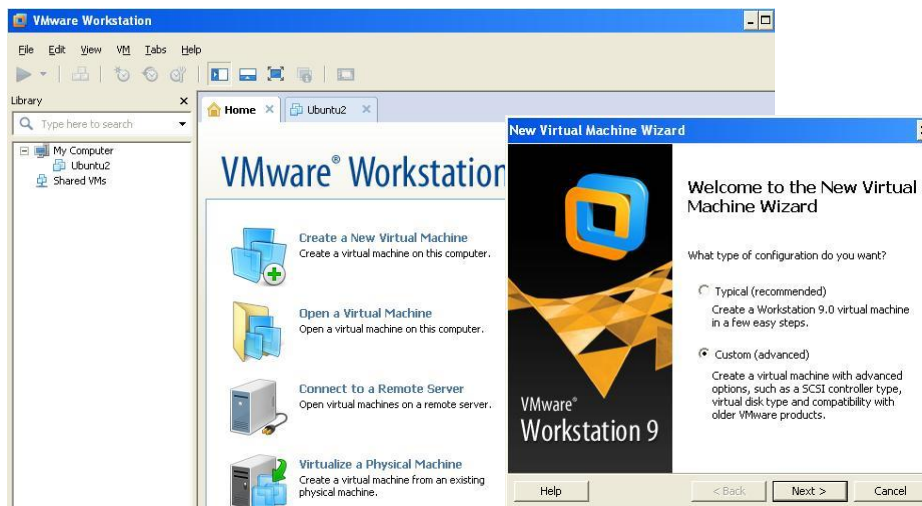 VMware Workstation
File Edit View VM Tabs Help
Library
Type here to search
My Computer
Ubuntu2
Shared VMs
Home
Ubuntu2
VMware® Workstation
Create a New Virtual Machine
Create a virtual machine on this computer.
Open a Virtual Machine
Open a virtual machine on this computer.
Connect to a Remote Server
Open virtual machines on a remote server.
Virtualize a Physical Machine
Create a virtual machine from an existing
physical machine.
New Virtual Machine Wizard
Welcome to the New Virtual
Machine Wizard
What type of configuration do you want?
Typical (recommended)
Create a Workstation 9.0 virtual machine
in a few easy steps.
Custom (advanced)
Create a virtual machine with advanced
options, such as a SCSI controller type,
virtual disk type and compatibility with
older VMware products.
VMware®
Workstation 9
Help
< Back
Next >
Cancel